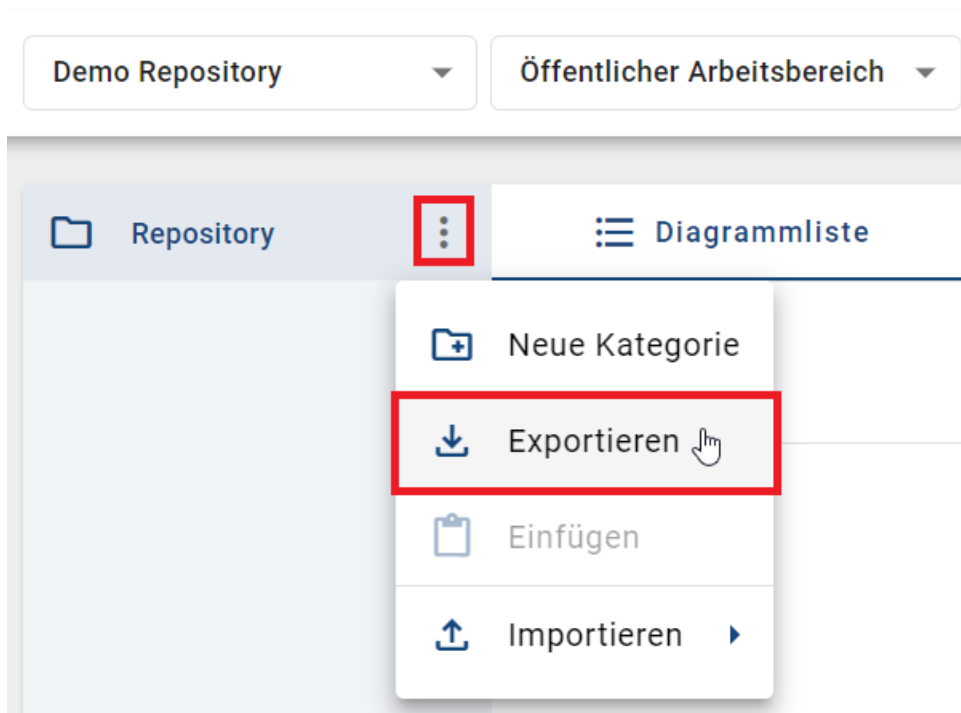 Demo Repository
Öffentlicher Arbeitsbereich
Repository
Diagrammliste
Neue Kategorie
Exportieren
Einfügen
Importieren